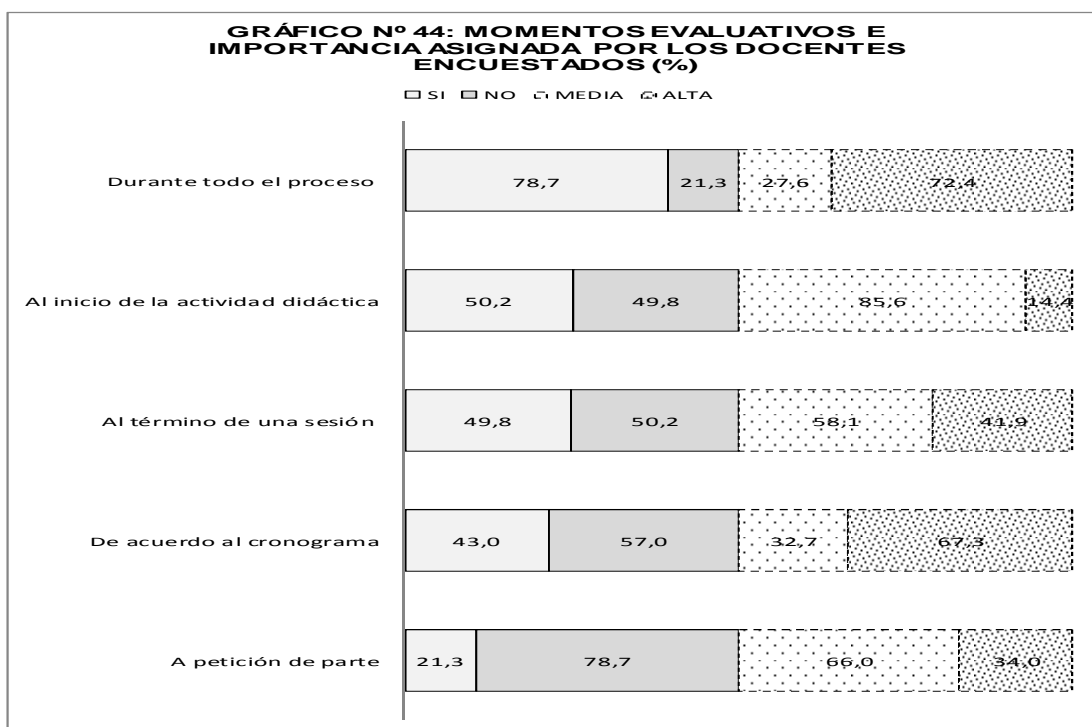 GRÁFICO Nº 44: MOMENTOS EVALUATIVOS E
IMPORTANCIA ASIGNADA POR LOS DOCENTES
ENCUESTADOS (%)
SI NO MEDIA ALTA
Durante todo el proceso 78,7 21,3 27,6 72,4
Al inicio de la actividad didáctica 50,2 49,8 85,6 14,4
Al término de una sesión 49,8 50,2 58,1 41,9
De acuerdo al cronograma 43,0 57,0 32,7 67,3
A petición de parte 21,3 78,7 66,0 34,0